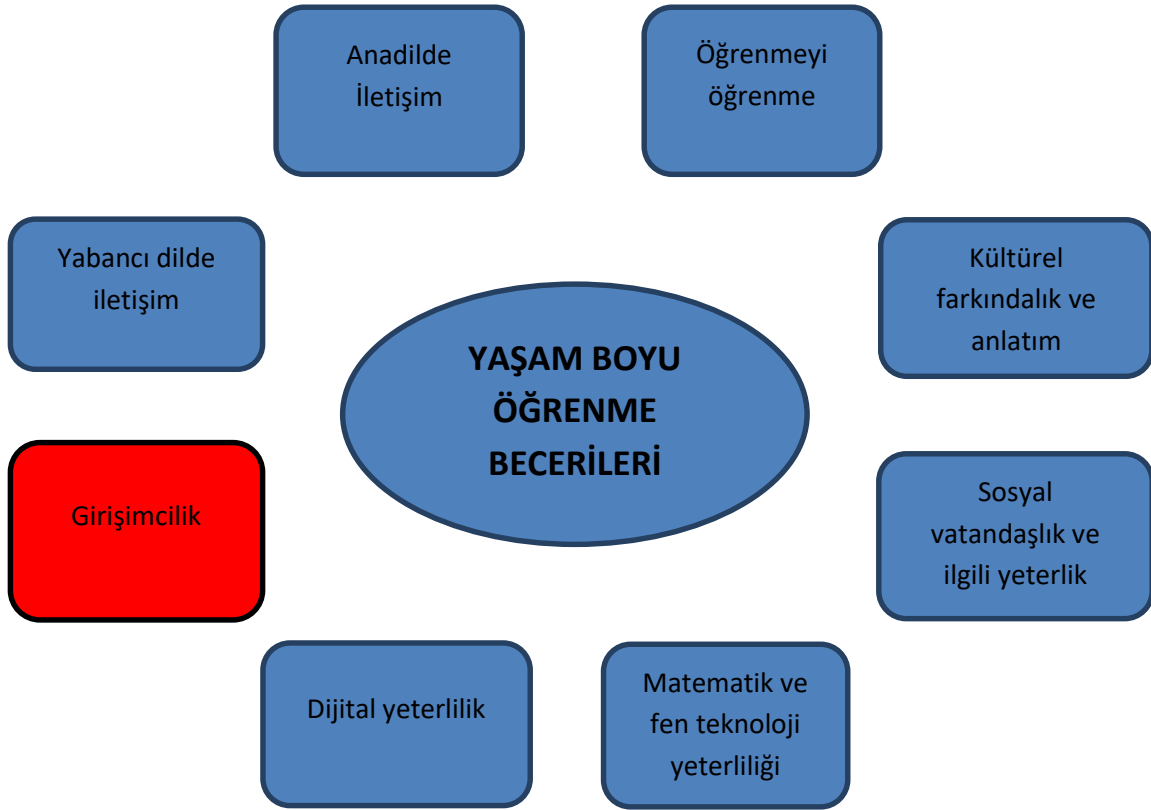 Anadilde
İletişim
Öğrenmeyi
öğrenme
Yabancı dilde
iletişim
Kültürel
farkındalık ve
anlatım
YAŞAM BOYU
ÖĞRENME
BECERİLERİ
Girişimcilik
Sosyal
vatandaşlık ve
ilgili yeterlik
Dijital yeterlilik
Matematik ve
fen teknoloji
yeterliliği